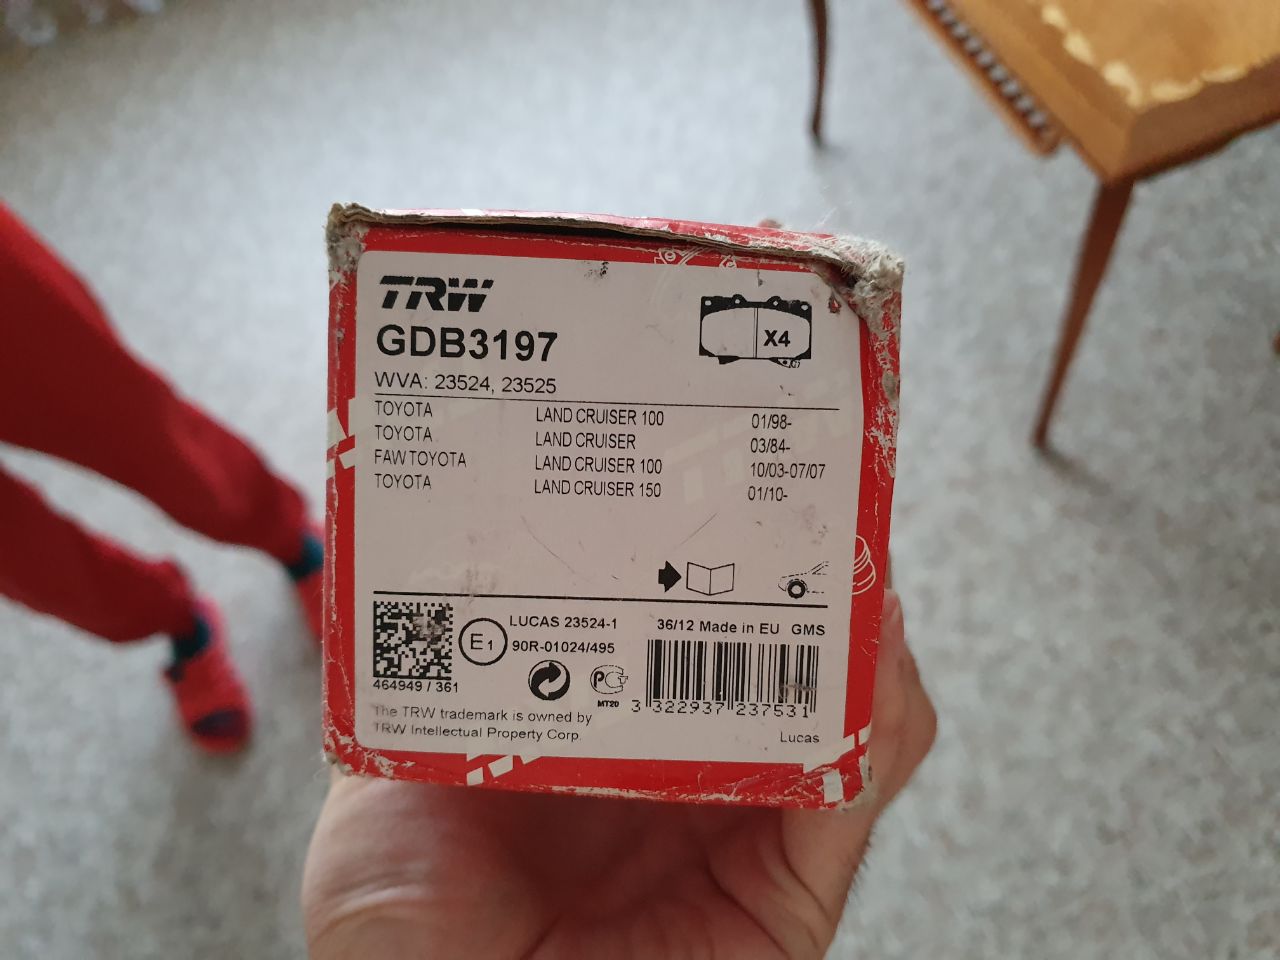 TRW
GDB3197
X4
WVA: 23524, 23525
TOYOTA LAND CRUISER 100 01/98-
TOYOTA LAND CRUISER 03/84-
FAW TOYOTA LAND CRUISER 100 10/03-07/07
TOYOTA LAND CRUISER 150 01/10-
E1
LUCAS 23524-1
90R-01024/495
36/12 Made in EU GMS
464949 / 361
MT20
3 322937 237531
The TRW trademark is owned by
TRW Intellectual Property Corp.
Lucas